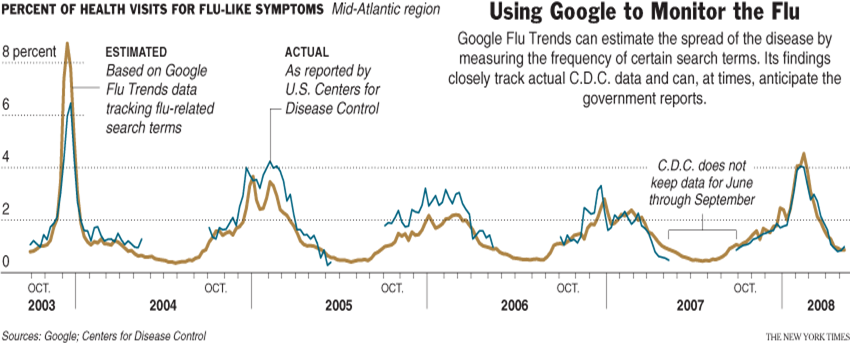 PERCENT OF HEALTH VISITS FOR FLU-LIKE SYMPTOMS Mid-Atlantic region
Using Google to Monitor the Flu
Google Flu Trends can estimate the spread of the disease by
measuring the frequency of certain search terms. Its findings
closely track actual C.D.C. data and can, at times, anticipate the
government reports.
8 percent
ESTIMATED
Based on Google
Flu Trends data
tracking flu-related
search terms
ACTUAL
As reported by
U.S. Centers for
Disease Control
6
4
C.D.C. does not
keep data for June
through September
2
0
OCT. OCT. OCT. OCT. OCT.
2003 2004 2005 2006 2007 2008
Sources: Google; Centers for Disease Control
THE NEW YORK TIMES